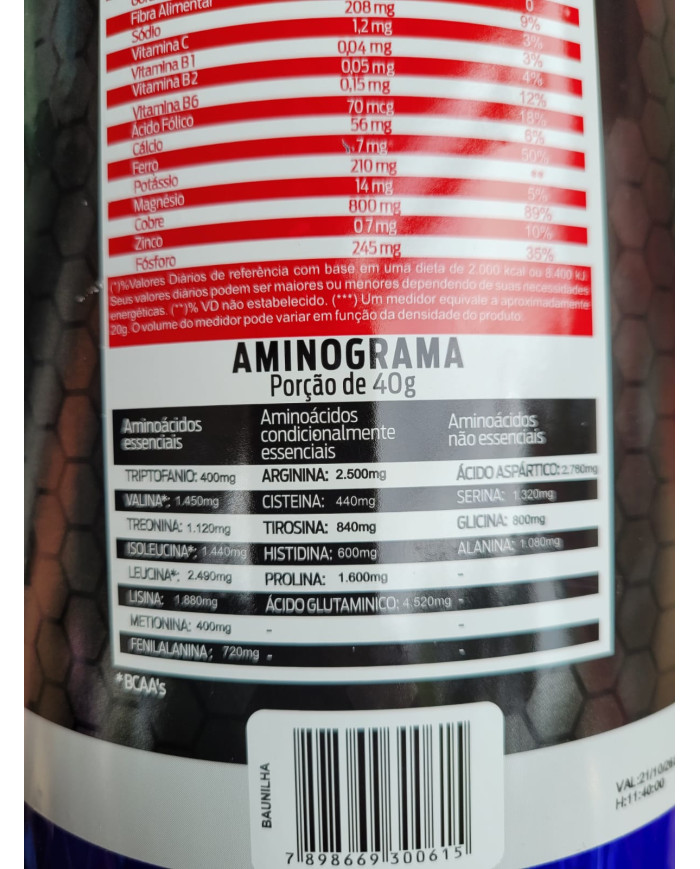 Fibra Alimentar 0
Sódio 208 mg 9%
Vitamina C 1,2 mg 3%
Vitamina B1 0,04 mg 3%
Vitamina B2 0,05 mg 4%
Vitamina B6 0,15 mg 12%
Ácido Fólico 70 mcg 18%
Cálcio 56 mg 6%
Ferro 7 mg 50%
Potássio 210 mg **
Magnésio 14 mg 5%
Cobre 800 mg 89%
Zinco 0 7 mg 10%
Fósforo 245 mg 35%
(*)%Valores Diários de referência com base em uma dieta de 2.000 kcal ou 8.400 kJ.
Seus valores diários podem ser maiores ou menores dependendo de suas necessidades
energéticas. (**)% VD não estabelecido. (***) Um medidor equivale a aproximadamente
20g. O volume do medidor pode variar em função da densidade do produto.
AMINOGRAMA
Porção de 40g
Aminoácidos essenciais
Aminoácidos condicionalmente essenciais
Aminoácidos não essenciais
TRIPTOFANIO: 400mg ARGININA: 2.500mg ÁCIDO ASPÁRTICO: 2.780mg
VALINA*: 1.450mg CISTEINA: 440mg SERINA: 1.320mg
TREONINA: 1.120mg TIROSINA: 840mg GLICINA: 800mg
ISOLEUCINA*: 1.440mg HISTIDINA: 600mg ALANINA: 1.080mg
LEUCINA*: 2.490mg PROLINA: 1.600mg -
LISINA: 1.880mg ÁCIDO GLUTAMINICO: 4.520mg -
METIONINA: 400mg - -
FENILALANINA: 720mg - -
*BCAA's
BAUNILHA
7 898669 300615
VAL:21/10/
H:11:40:00